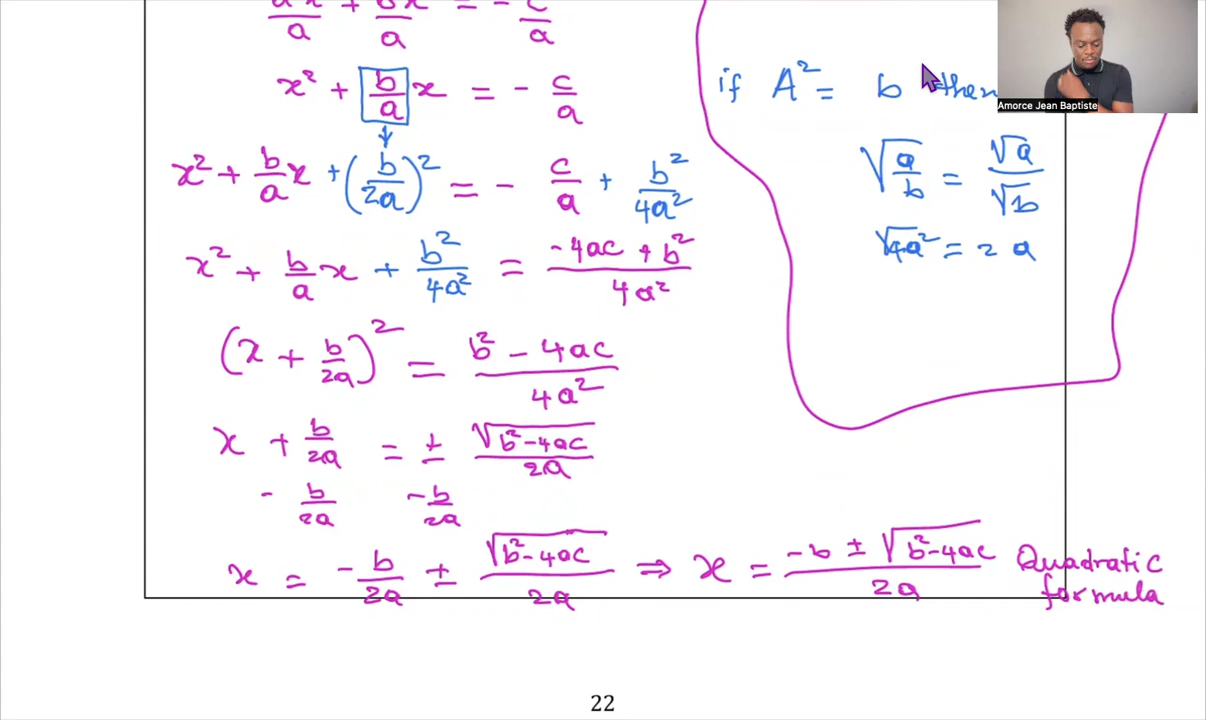 ax²/a + bx/a = - c/a
x² + b/a x = - c/a
x² + b/a x + (b/2a)² = - c/a + b²/4a²
x² + b/a x + b²/4a² = -4ac + b²/4a²
(x + b/2a)² = b² - 4ac/4a²
x + b/2a = ± √b²-4ac/2a
- b/2a -b/2a
x = - b/2a ± √b²-4ac/2a ⇒ x = -b ± √b²-4ac/2a Quadratic
formula
if A² = b then
√a/b = √a/√b
√4a² = 2a
Amorce Jean Baptiste
22